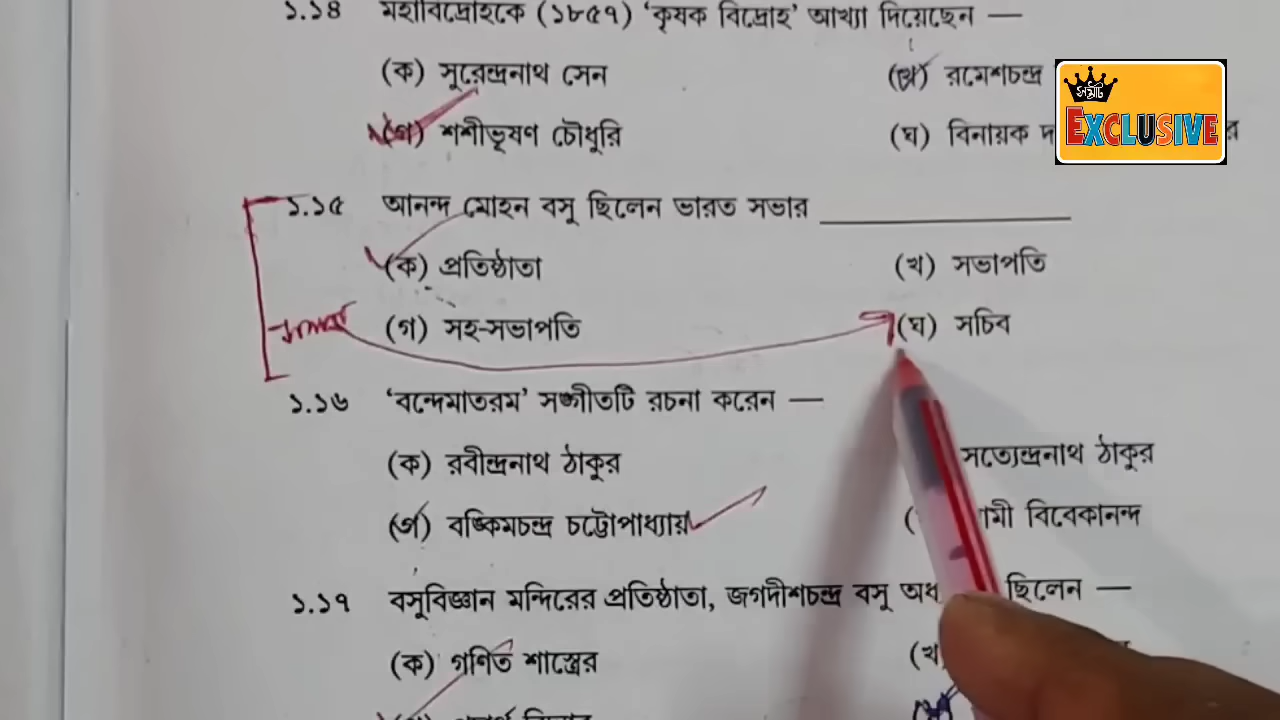 ১.১৪ মহাবিদ্রোহকে (১৮৫৭) ‘কৃষক বিদ্রোহ’ আখ্যা দিয়েছেন —
(ক) সুরেন্দ্রনাথ সেন (খ) রমেশচন্দ্র
সম্রাট
EXCLUSIVE
(গ) শশীভূষণ চৌধুরি (ঘ) বিনায়ক
১.১৫ আনন্দ মোহন বসু ছিলেন ভারত সভার ____________
(ক) প্রতিষ্ঠাতা (খ) সভাপতি
(গ) সহ-সভাপতি (ঘ) সচিব
১.১৬ ‘বন্দেমাতরম’ সঙ্গীতটি রচনা করেন —
(ক) রবীন্দ্রনাথ ঠাকুর সত্যেন্দ্রনাথ ঠাকুর
(গ) বঙ্কিমচন্দ্র চট্টোপাধ্যায় বিবেকানন্দ
১.১৭ বসুবিজ্ঞান মন্দিরের প্রতিষ্ঠাতা, জগদীশচন্দ্র বসু ছিলেন —
(ক) গণিত শাস্ত্রের (খ